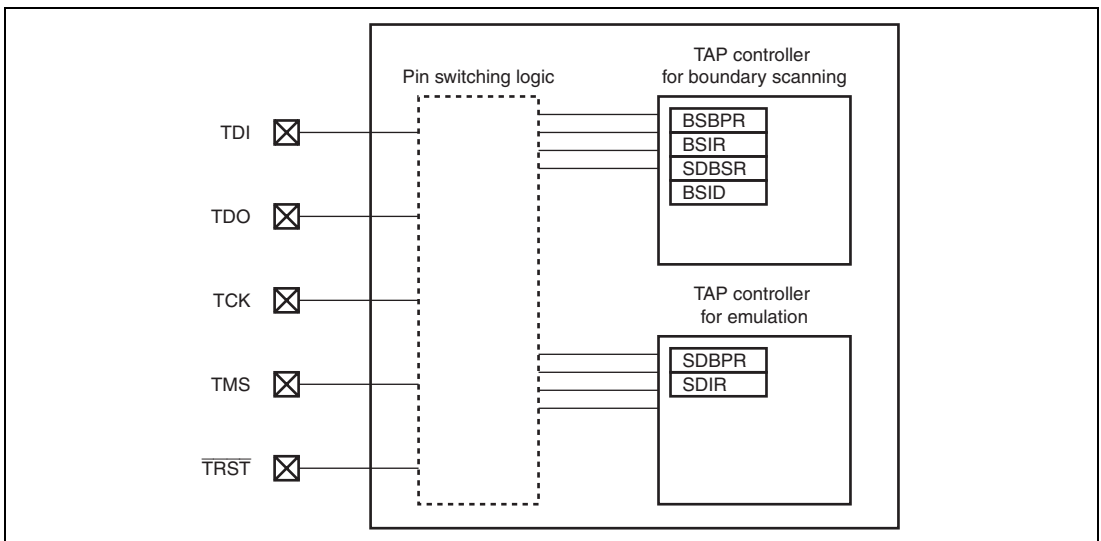 TAP controller
for boundary scanning
Pin switching logic
BSBPR
BSIR
SDBSR
BSID
TDI
TDO
TCK
TMS
TRST
TAP controller
for emulation
SDBPR
SDIR